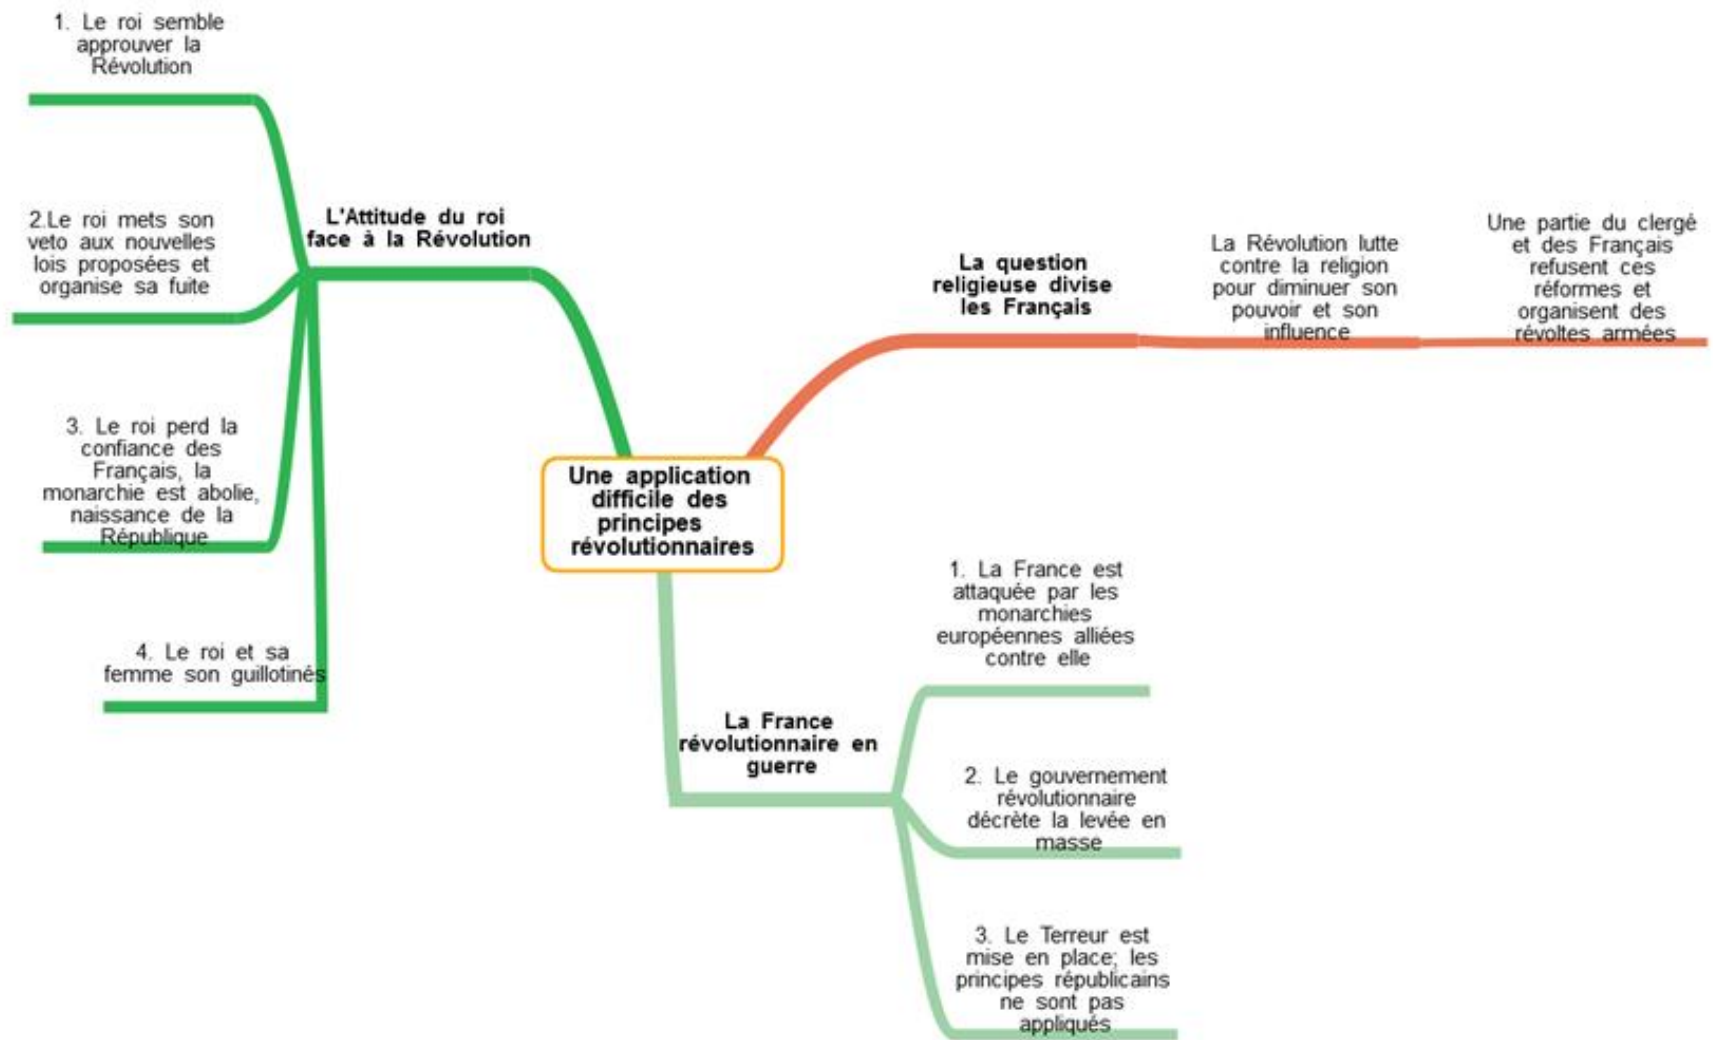 1. Le roi semble
approuver la
Révolution
2.Le roi mets son
veto aux nouvelles
lois proposées et
organise sa fuite
3. Le roi perd la
confiance des
Français, la
monarchie est abolie,
naissance de la
République
4. Le roi et sa
femme son guillotinés
L'Attitude du roi
face à la Révolution
Une application
difficile des
principes
révolutionnaires
La question
religieuse divise
les Français
La Révolution lutte
contre la religion
pour diminuer son
pouvoir et son
influence
Une partie du clergé
et des Français
refusent ces
réformes et
organisent des
révoltes armées
La France
révolutionnaire en
guerre
1. La France est
attaquée par les
monarchies
européennes alliées
contre elle
2. Le gouvernement
révolutionnaire
décrète la levée en
masse
3. Le Terreur est
mise en place; les
principes républicains
ne sont pas
appliqués